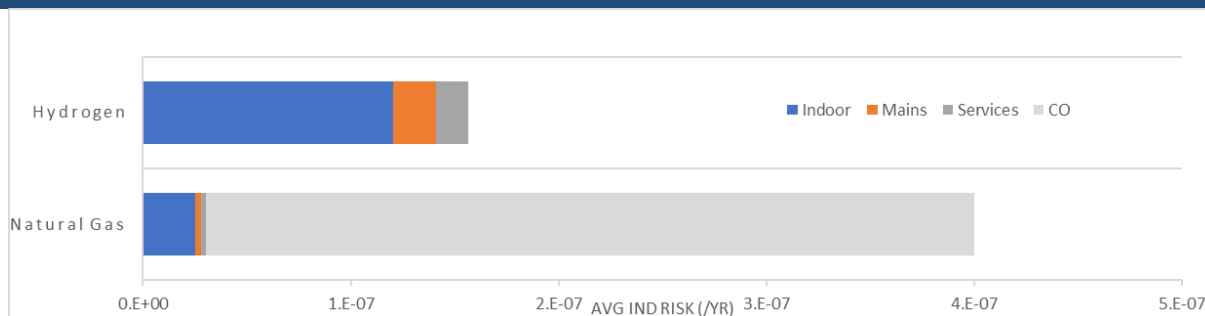 Hydrogen
Indoor Mains Services CO
Natural Gas
0.E+00 1.E-07 2.E-07 3.E-07 4.E-07 5.E-07
AVG IND RISK (/YR)